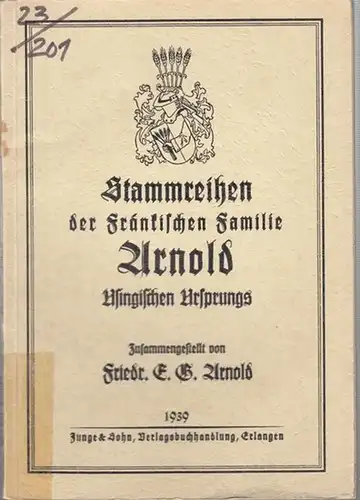 23/201
Stammreihen
der Fränkischen Familie
Arnold
Usingischen Ursprungs
Zusammengestellt von
Friedr. E. G. Arnold
1939
Junge & Sohn, Verlagsbuchhandlung, Erlangen